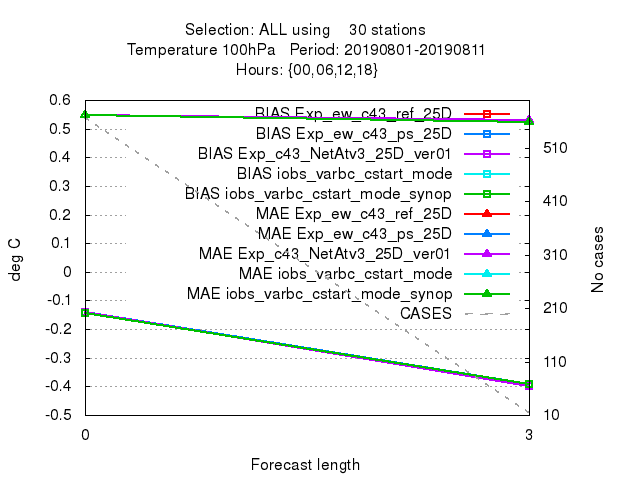 Selection: ALL using 30 stations
Temperature 100hPa Period: 20190801-20190811
Hours: {00,06,12,18}
0.6
0.5
0.4
0.3
0.2
0.1
0
-0.1
-0.2
-0.3
-0.4
-0.5
deg C
BIAS Exp_ew_c43_ref_25D
BIAS Exp_ew_c43_ps_25D
BIAS Exp_c43_NetAtv3_25D_ver01
BIAS iobs_varbc_cstart_mode
BIAS iobs_varbc_cstart_mode_synop
MAE Exp_ew_c43_ref_25D
MAE Exp_ew_c43_ps_25D
MAE Exp_c43_NetAtv3_25D_ver01
MAE iobs_varbc_cstart_mode
MAE iobs_varbc_cstart_mode_synop
CASES
510
410
310
210
110
10
No cases
0 3
Forecast length